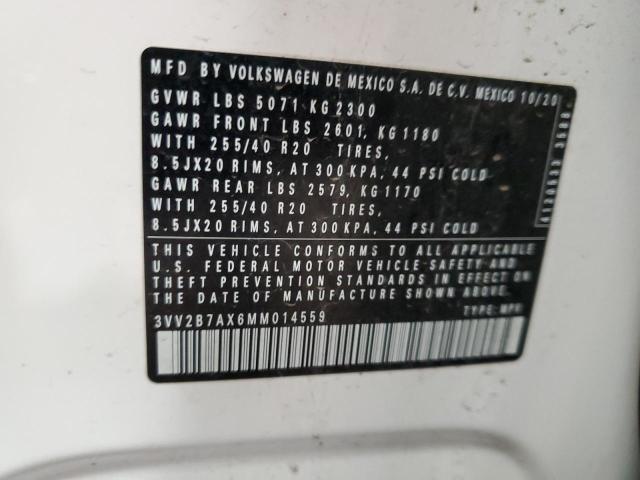 MFD BY VOLKSWAGEN DE MEXICO S.A. DE C.V. MEXICO 10/20
GVWR LBS 5071 KG 2300
GAWR FRONT LBS 2601, KG 1180
WITH 255/40 R20 TIRES,
8.5JX20 RIMS, AT 300 KPA, 44 PSI COLD
GAWR REAR LBS 2579, KG 1170
WITH 255/40 R20 TIRES,
8.5JX20 RIMS, AT 300 KPA, 44 PSI COLD
THIS VEHICLE CONFORMS TO ALL APPLICABLE
U.S. FEDERAL MOTOR VEHICLE SAFETY AND
THEFT PREVENTION STANDARDS IN EFFECT ON
THE DATE OF MANUFACTURE SHOWN ABOVE.
3VV2B7AX6MM014559
TYPE: MPV